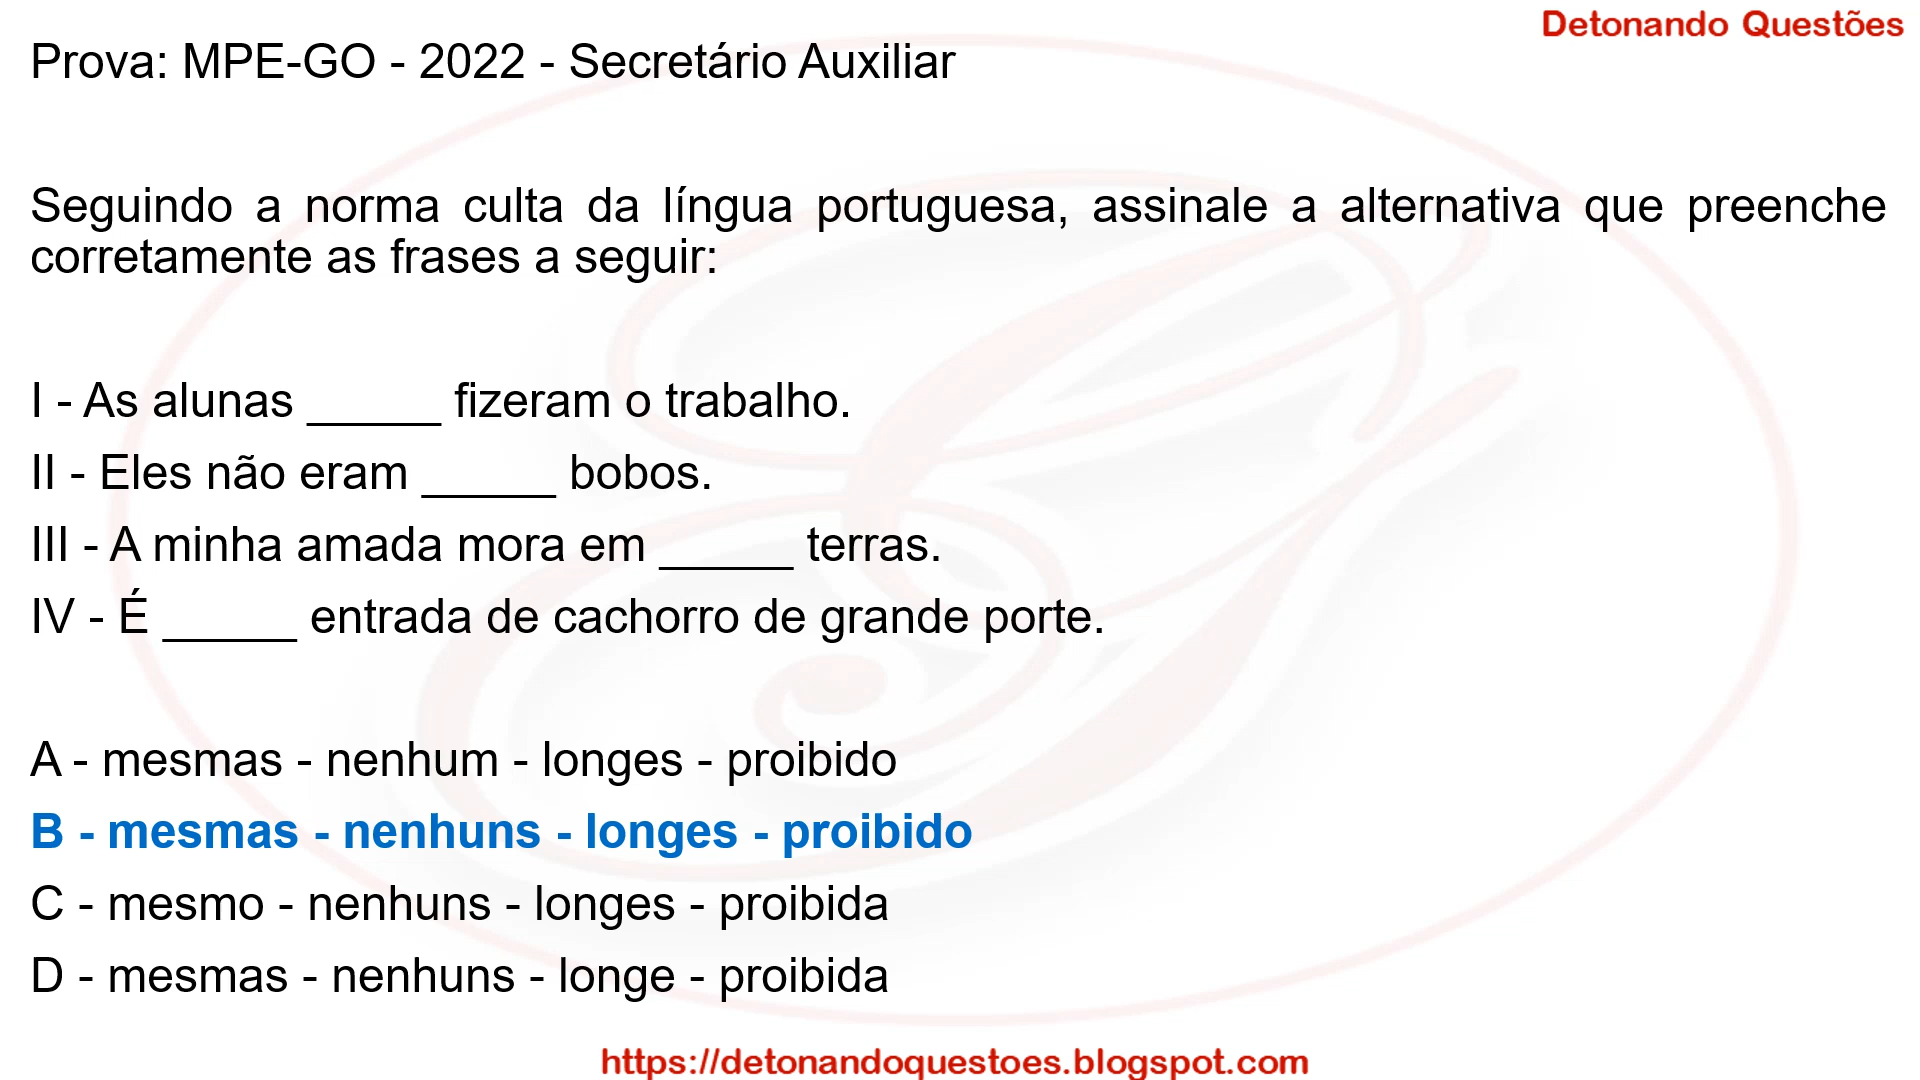 Detonando Questões
Prova: MPE-GO - 2022 - Secretário Auxiliar
Seguindo a norma culta da língua portuguesa, assinale a alternativa que preenche
corretamente as frases a seguir:
I - As alunas _____ fizeram o trabalho.
II - Eles não eram _____ bobos.
III - A minha amada mora em _____ terras.
IV - É _____ entrada de cachorro de grande porte.
A - mesmas - nenhum - longes - proibido
B - mesmas - nenhuns - longes - proibido
C - mesmo - nenhuns - longes - proibida
D - mesmas - nenhuns - longe - proibida
https://detonandoquestoes.blogspot.com